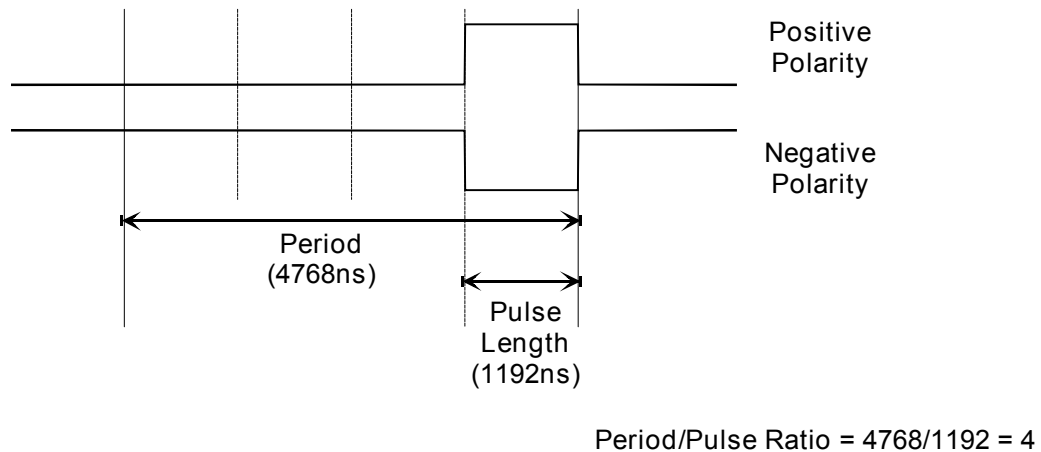 Positive
Polarity
Negative
Polarity
Period
(4768ns)
Pulse
Length
(1192ns)
Period/Pulse Ratio = 4768/1192 = 4